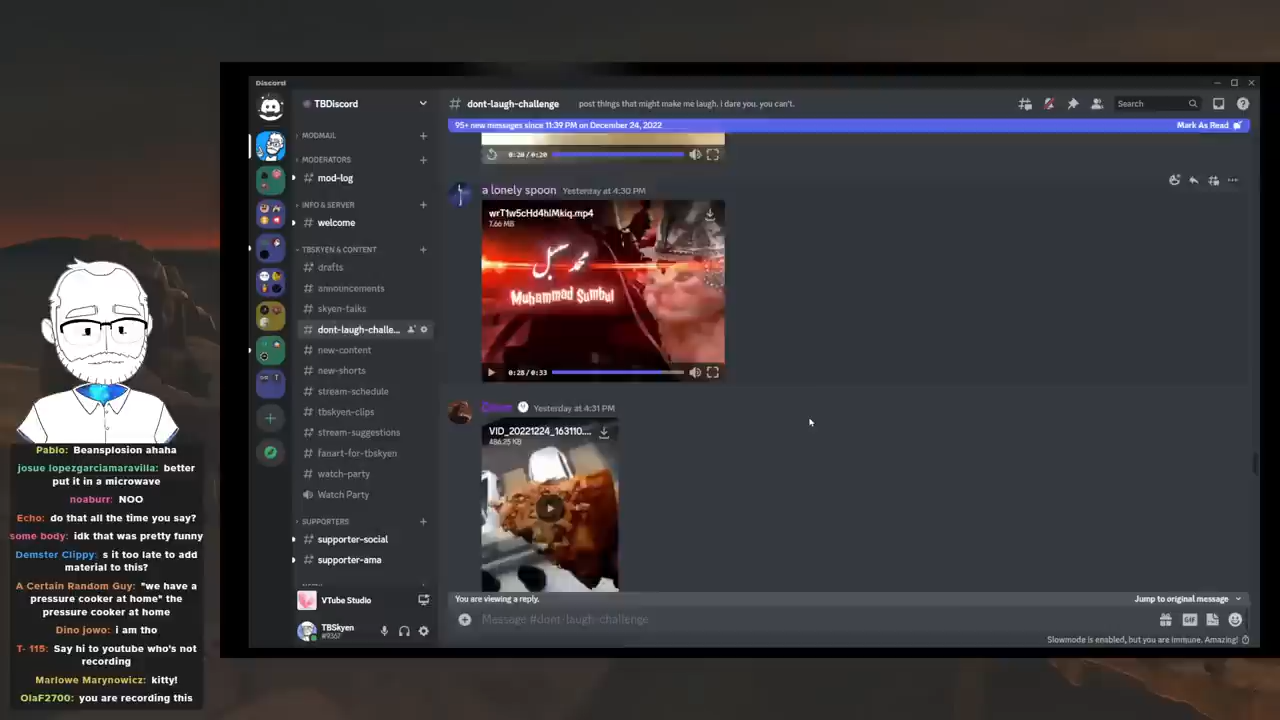 Discord
TBDiscord
# dont-laugh-challenge
post things that might make me laugh. i dare you. you can't.
Search
95+ new messages since 11:39 PM on December 24, 2022
Mark As Read
MODMAIL
MODERATORS
mod-log
INFO & SERVER
welcome
TBSKYEN & CONTENT
drafts
announcements
skyen-talks
dont-laugh-challe...
new-content
new-shorts
stream-schedule
tbskyen-clips
stream-suggestions
fanart-for-tbskyen
watch-party
Watch Party
SUPPORTERS
supporter-social
supporter-ama
VTube Studio
TBSkyen
#9367
0:20/0:20
a lonely spoon Yesterday at 4:30 PM
wrT1w5cHd4hlMkiq.mp4
7.66 MB
محمد سمبل
Muhammad Sumbul
0:28/0:33
Yesterday at 4:31 PM
VID_20221224_163110....
486.25 KB
You are viewing a reply.
Jump to original message
Message #dont-laugh-challenge
GIF
Slowmode is enabled, but you are immune. Amazing!
Pablo: Beansplosion ahaha
josue lopezgarciamaravilla: better
put it in a microwave
noaburr: NOO
Echo: do that all the time you say?
some body: idk that was pretty funny
Demster Clippy: s it too late to add
material to this?
A Certain Random Guy: "we have a
pressure cooker at home" the
pressure cooker at home
Dino jowo: i am tho
T- 115: Say hi to youtube who's not
recording
Marlowe Marynowicz: kitty!
OlaF2700: you are recording this